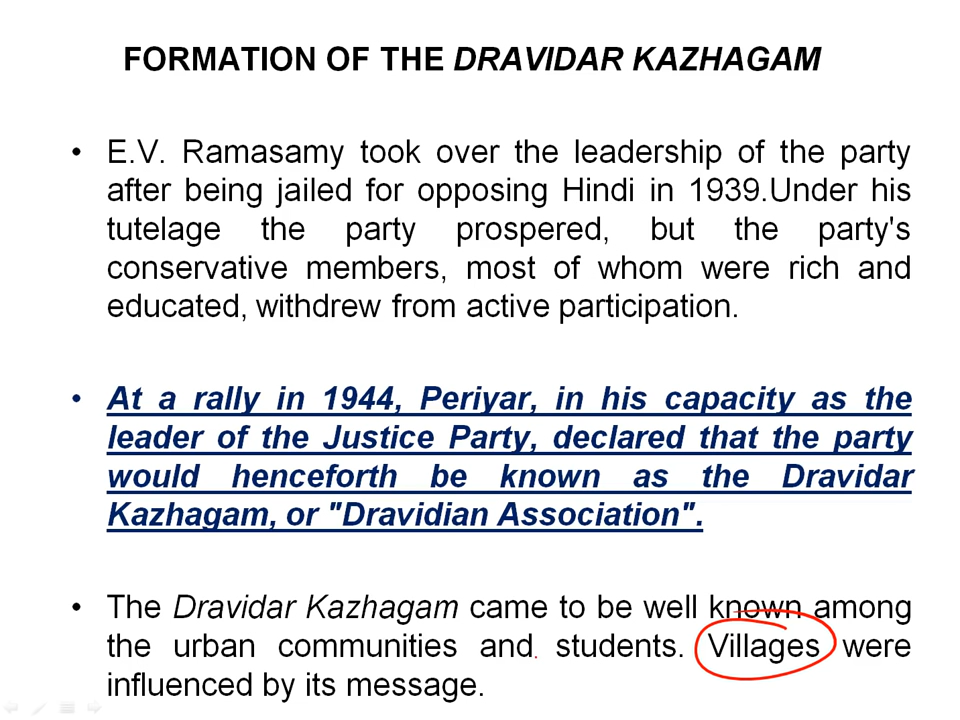 FORMATION OF THE DRAVIDAR KAZHAGAM
• E.V. Ramasamy took over the leadership of the party
after being jailed for opposing Hindi in 1939.Under his
tutelage the party prospered, but the party's
conservative members, most of whom were rich and
educated, withdrew from active participation.
• At a rally in 1944, Periyar, in his capacity as the
leader of the Justice Party, declared that the party
would henceforth be known as the Dravidar
Kazhagam, or "Dravidian Association".
• The Dravidar Kazhagam came to be well known among
the urban communities and students. Villages were
influenced by its message.